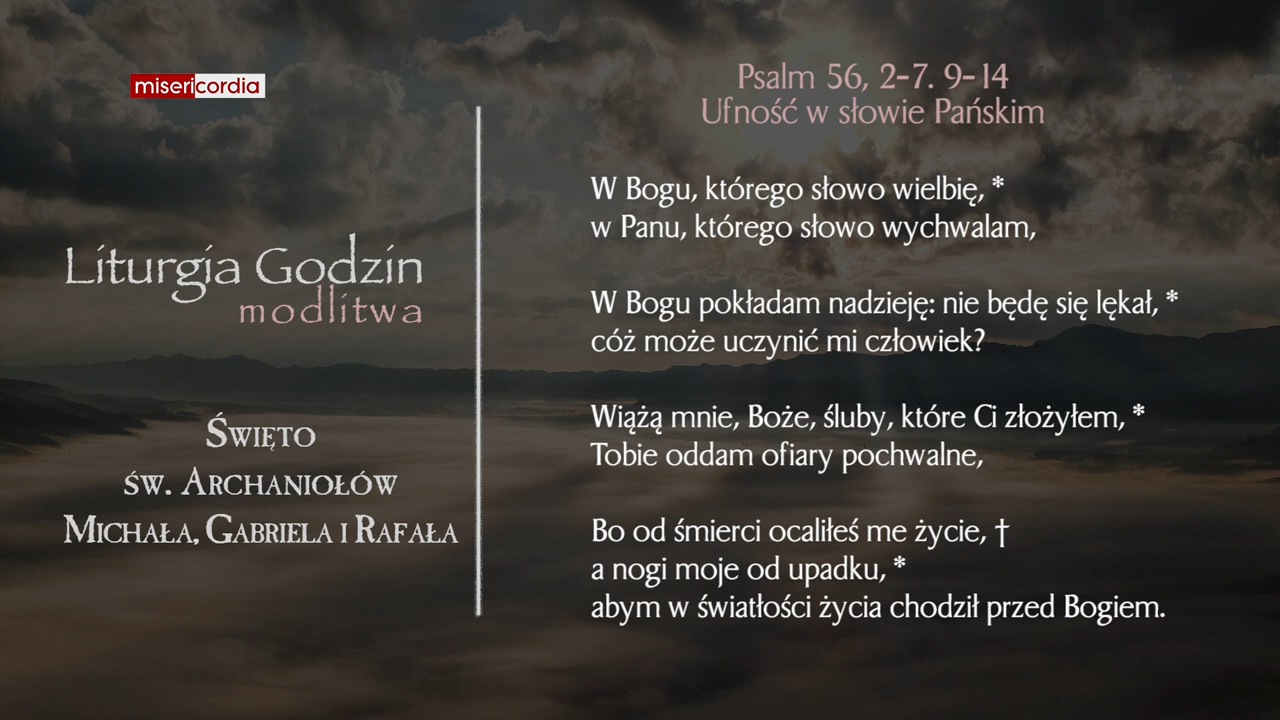 misericordia
Liturgia Godzin
modlitwa
Święto
św. Archaniołów
Michała, Gabriela i Rafała
Psalm 56, 2-7. 9-14
Ufność w słowie Pańskim
W Bogu, którego słowo wielbię, *
w Panu, którego słowo wychwalam,
W Bogu pokładam nadzieję: nie będę się lękał, *
cóż może uczynić mi człowiek?
Wiążą mnie, Boże, śluby, które Ci złożyłem, *
Tobie oddam ofiary pochwalne,
Bo od śmierci ocaliłeś me życie, †
a nogi moje od upadku, *
abym w światłości życia chodził przed Bogiem.